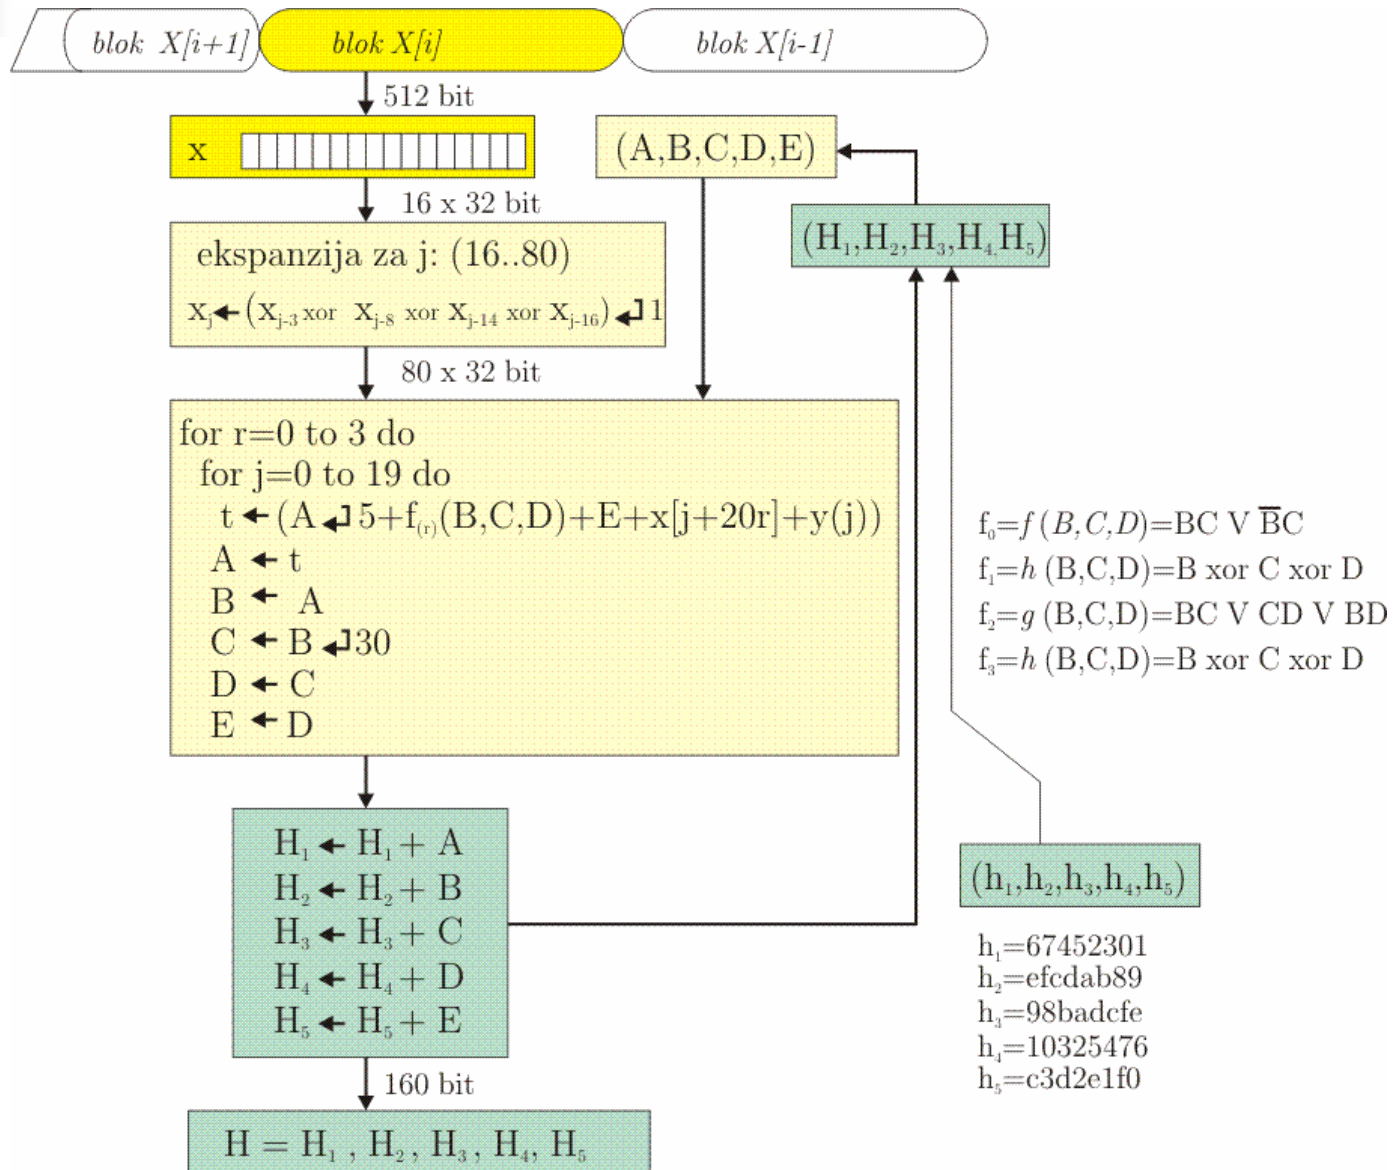 blok X[i+1] blok X[i] blok X[i-1]
512 bit
x
(A,B,C,D,E)
16 x 32 bit
(H₁,H₂,H₃,H₄,H₅)
ekspanzija za j: (16..80)
xⱼ←(xⱼ₋₃ xor xⱼ₋₈ xor xⱼ₋₁₄ xor xⱼ₋₁₆)↲1
80 x 32 bit
for r=0 to 3 do
for j=0 to 19 do
t ← (A↲5+f₍ᵣ₎(B,C,D)+E+x[j+20r]+y(j))
A ← t
B ← A
C ← B↲30
D ← C
E ← D
f₀=f (B,C,D)=BC V B̅C
f₁=h (B,C,D)=B xor C xor D
f₂=g (B,C,D)=BC V CD V BD
f₃=h (B,C,D)=B xor C xor D
H₁ ← H₁ + A
H₂ ← H₂ + B
H₃ ← H₃ + C
H₄ ← H₄ + D
H₅ ← H₅ + E
(h₁,h₂,h₃,h₄,h₅)
h₁=67452301
h₂=efcdab89
h₃=98badcfe
h₄=10325476
h₅=c3d2e1f0
160 bit
H = H₁ , H₂, H₃, H₄, H₅